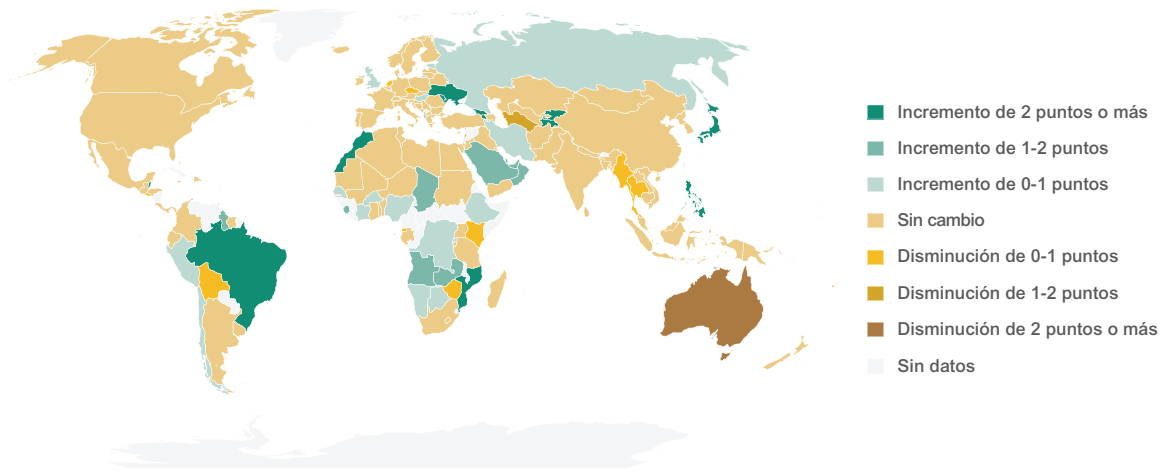 Incremento de 2 puntos o más
Incremento de 1-2 puntos
Incremento de 0-1 puntos
Sin cambio
Disminución de 0-1 puntos
Disminución de 1-2 puntos
Disminución de 2 puntos o más
Sin datos